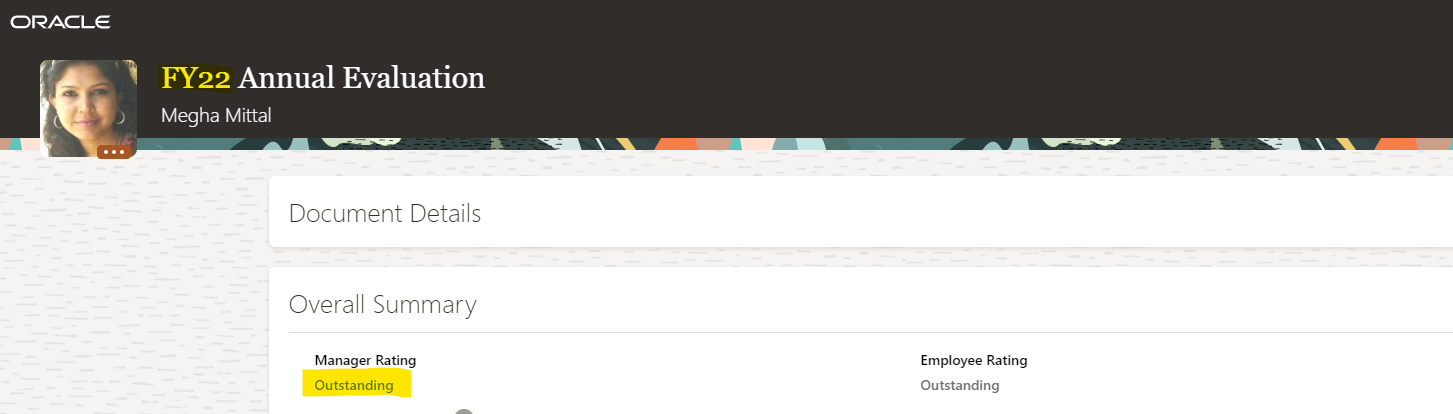 ORACLE
FY22 Annual Evaluation
Megha Mittal
Document Details
Overall Summary
Manager Rating
Outstanding
Employee Rating
Outstanding